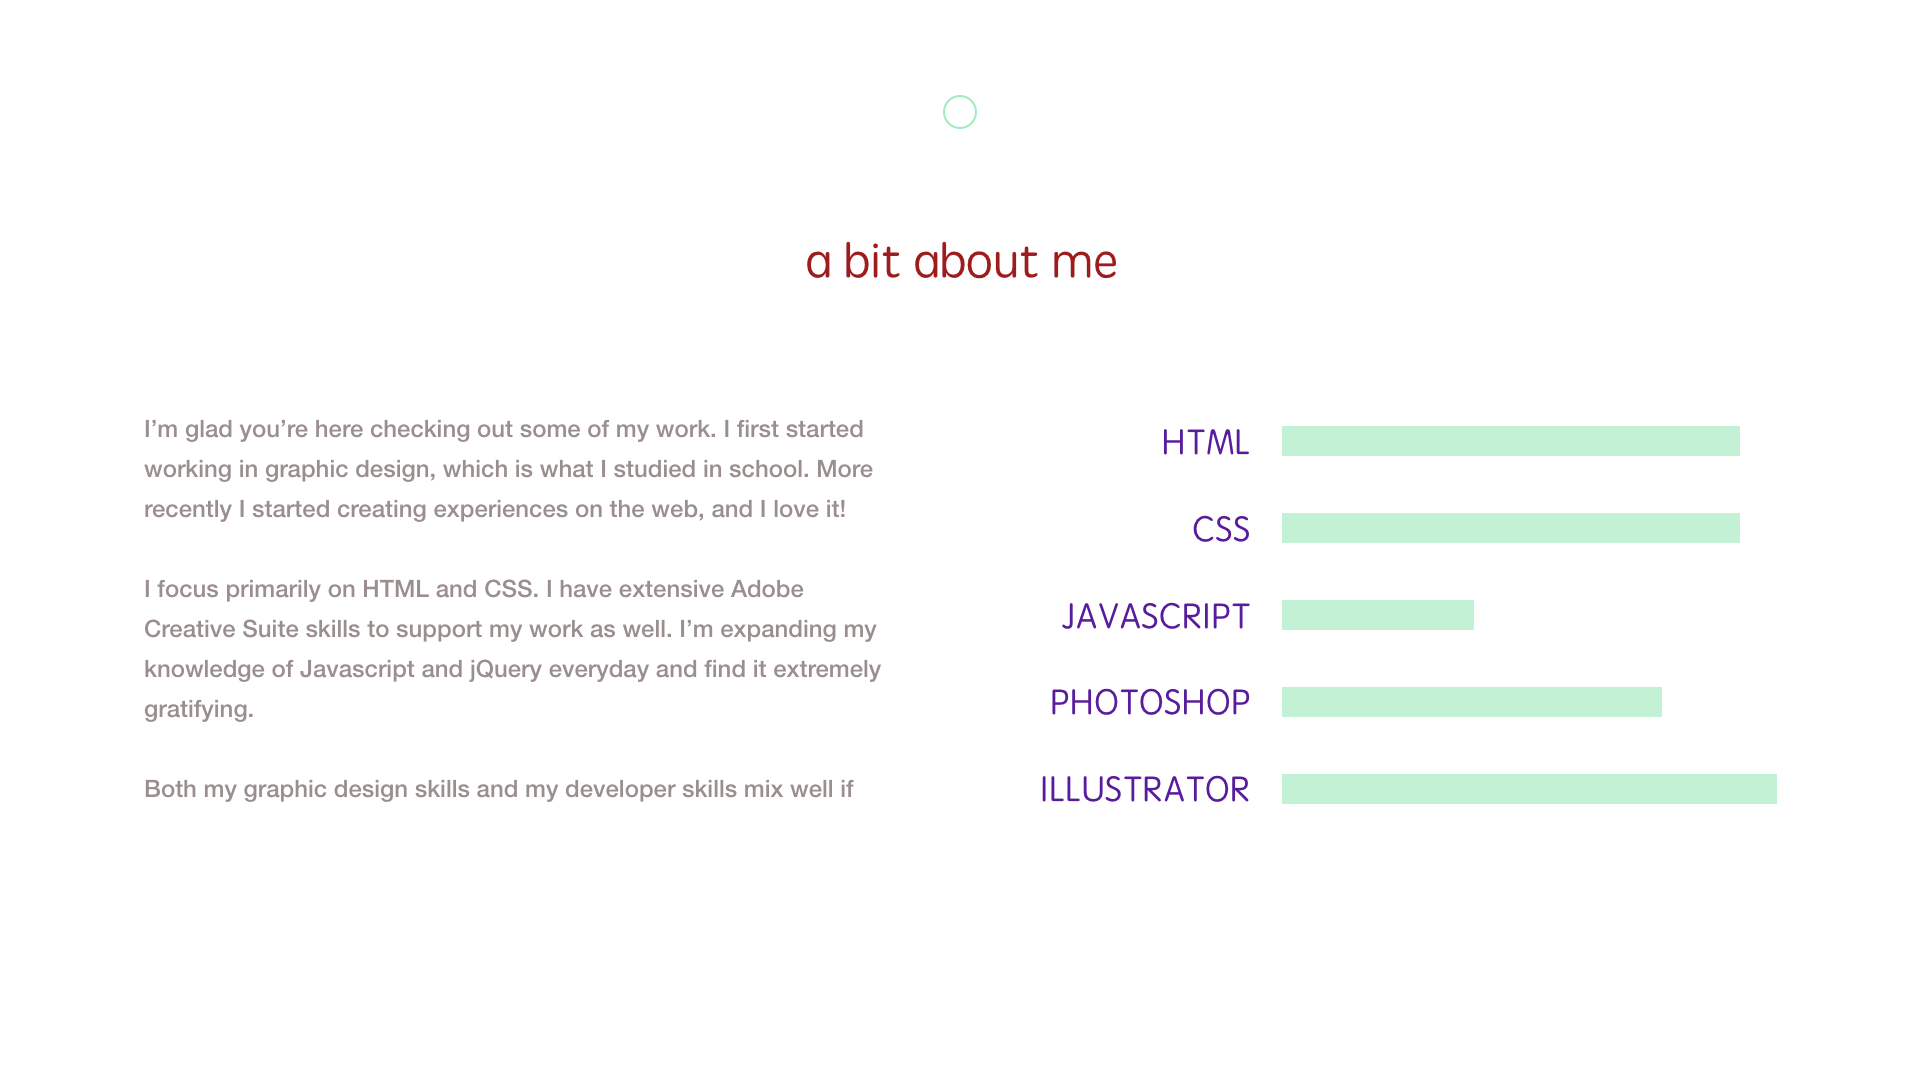 a bit about me
I’m glad you’re here checking out some of my work. I first started
working in graphic design, which is what I studied in school. More
recently I started creating experiences on the web, and I love it!
I focus primarily on HTML and CSS. I have extensive Adobe
Creative Suite skills to support my work as well. I’m expanding my
knowledge of Javascript and jQuery everyday and find it extremely
gratifying.
Both my graphic design skills and my developer skills mix well if
HTML
CSS
JAVASCRIPT
PHOTOSHOP
ILLUSTRATOR